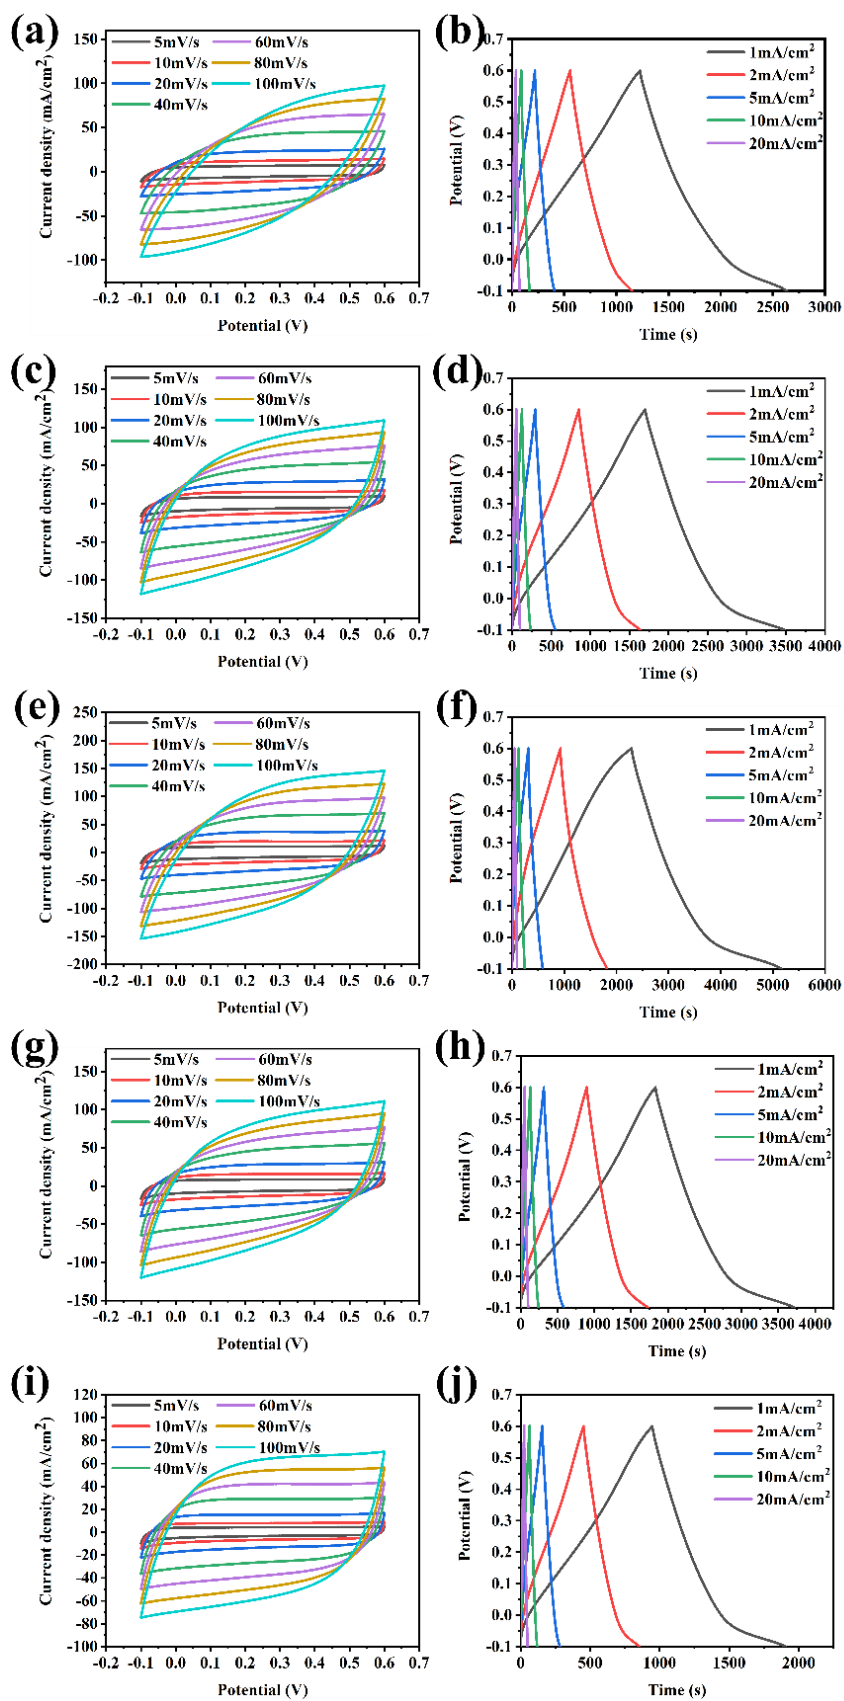 (a)
5mV/s 60mV/s
10mV/s 80mV/s
20mV/s 100mV/s
40mV/s
150
100
50
0
-50
-100
Current density (mA/cm²)
-0.2 -0.1 0.0 0.1 0.2 0.3 0.4 0.5 0.6 0.7
Potential (V)
(b)
1mA/cm²
2mA/cm²
5mA/cm²
10mA/cm²
20mA/cm²
0.7
0.6
0.5
0.4
0.3
0.2
0.1
0.0
-0.1
Potential (V)
0 500 1000 1500 2000 2500 3000
Time (s)
(c)
5mV/s 60mV/s
10mV/s 80mV/s
20mV/s 100mV/s
40mV/s
150
100
50
0
-50
-100
-150
Current density (mA/cm²)
-0.2 -0.1 0.0 0.1 0.2 0.3 0.4 0.5 0.6 0.7
Potential (V)
(d)
1mA/cm²
2mA/cm²
5mA/cm²
10mA/cm²
20mA/cm²
0.7
0.6
0.5
0.4
0.3
0.2
0.1
0.0
-0.1
Potential (V)
0 500 1000 1500 2000 2500 3000 3500 4000
Time (s)
(e)
5mV/s 60mV/s
10mV/s 80mV/s
20mV/s 100mV/s
40mV/s
250
200
150
100
50
0
-50
-100
-150
-200
Current density (mA/cm²)
-0.2 -0.1 0.0 0.1 0.2 0.3 0.4 0.5 0.6 0.7
Potential (V)
(f)
1mA/cm²
2mA/cm²
5mA/cm²
10mA/cm²
20mA/cm²
0.7
0.6
0.5
0.4
0.3
0.2
0.1
0.0
-0.1
Potential (V)
0 1000 2000 3000 4000 5000 6000
Time (s)
(g)
5mV/s 60mV/s
10mV/s 80mV/s
20mV/s 100mV/s
40mV/s
150
100
50
0
-50
-100
-150
Current density (mA/cm²)
-0.2 -0.1 0.0 0.1 0.2 0.3 0.4 0.5 0.6 0.7
Potential (V)
(h)
1mA/cm²
2mA/cm²
5mA/cm²
10mA/cm²
20mA/cm²
0.7
0.6
0.5
0.4
0.3
0.2
0.1
0.0
-0.1
Potential (V)
0 500 1000 1500 2000 2500 3000 3500 4000
Time (s)
(i)
5mV/s 60mV/s
10mV/s 80mV/s
20mV/s 100mV/s
40mV/s
120
100
80
60
40
20
0
-20
-40
-60
-80
-100
Current density (mA/cm²)
-0.2 -0.1 0.0 0.1 0.2 0.3 0.4 0.5 0.6 0.7
Potential (V)
(j)
1mA/cm²
2mA/cm²
5mA/cm²
10mA/cm²
20mA/cm²
0.7
0.6
0.5
0.4
0.3
0.2
0.1
0.0
-0.1
Potential (V)
0 500 1000 1500 2000
Time (s)